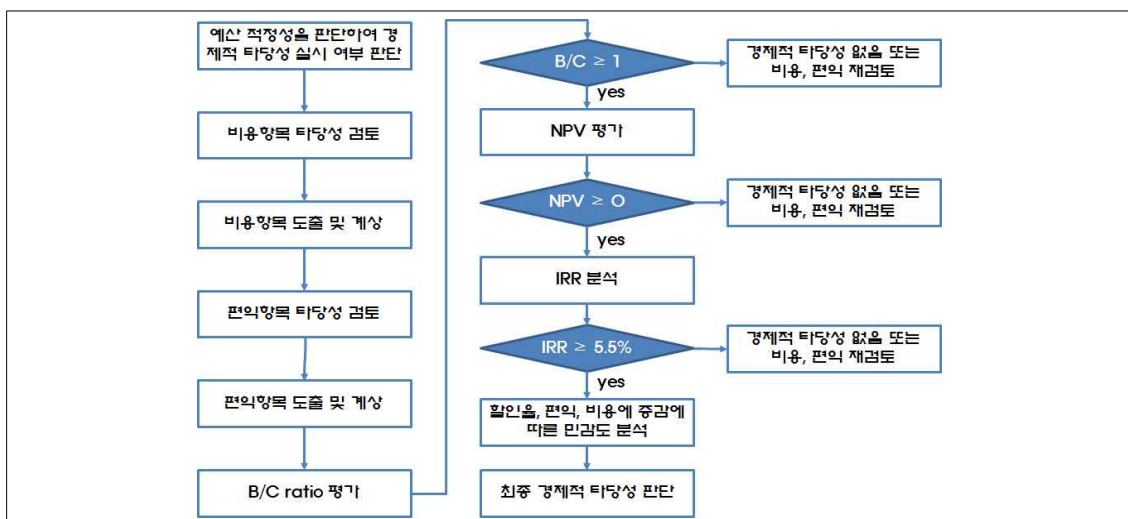 예산 적정성을 판단하여 경
제적 타당성 실시 여부 판단
비용항목 타당성 검토
비용항목 도출 및 계상
편익항목 타당성 검토
편익항목 도출 및 계상
B/C ratio 평가
B/C ≥ 1
경제적 타당성 없음 또는
비용, 편익 재검토
yes
NPV 평가
NPV ≥ O
경제적 타당성 없음 또는
비용, 편익 재검토
yes
IRR 분석
IRR ≥ 5.5%
경제적 타당성 없음 또는
비용, 편익 재검토
yes
할인율, 편익, 비용에 증감에
따른 민감도 분석
최종 경제적 타당성 판단